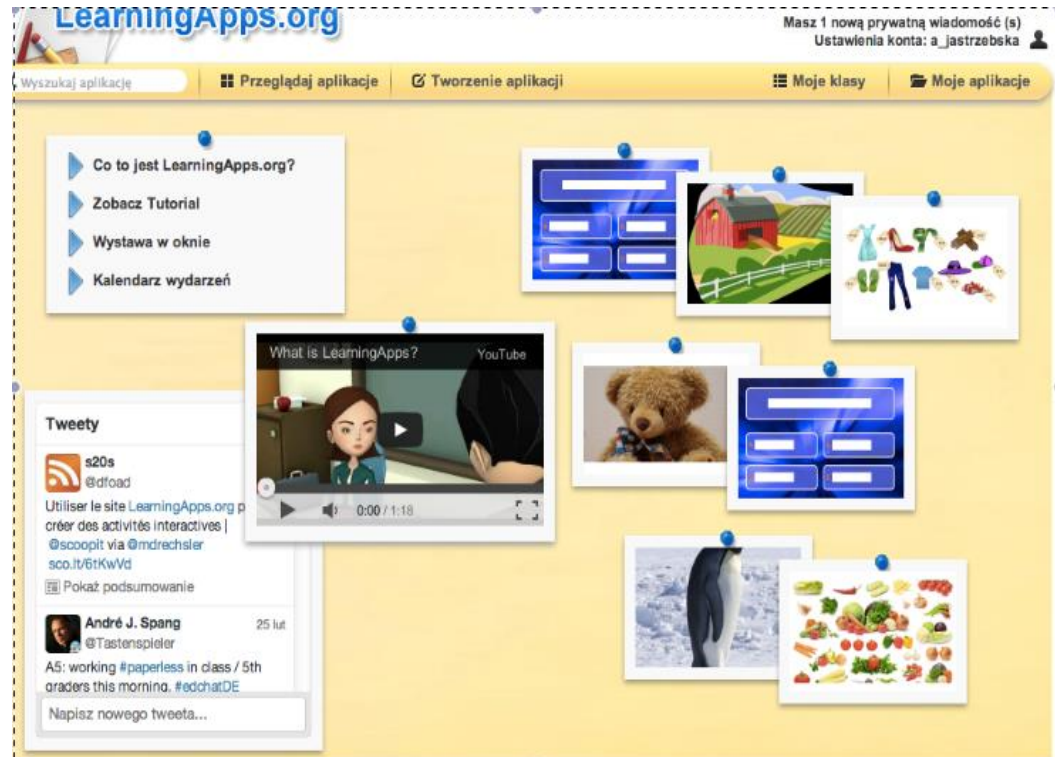 LearningApps.org
Masz 1 nową prywatną wiadomość (s)
Ustawienia konta: a_jastrzebska
Wyszukaj aplikację
Przeglądaj aplikacje
Tworzenie aplikacji
Moje klasy
Moje aplikacje
Co to jest LearningApps.org?
Zobacz Tutorial
Wystawa w oknie
Kalendarz wydarzeń
What is LearningApps?
YouTube
0:00 / 1:18
Tweety
s20s
@dfoad
Utiliser le site LearningApps.org p
créer des activités interactives |
@scoopit via @mdrechsler
sco.lt/6tKwVd
Pokaż podsumowanie
André J. Spang
25 lut
@Tastenspieler
A5: working #paperless in class / 5th
graders this morning. #edchatDE
Napisz nowego tweeta...